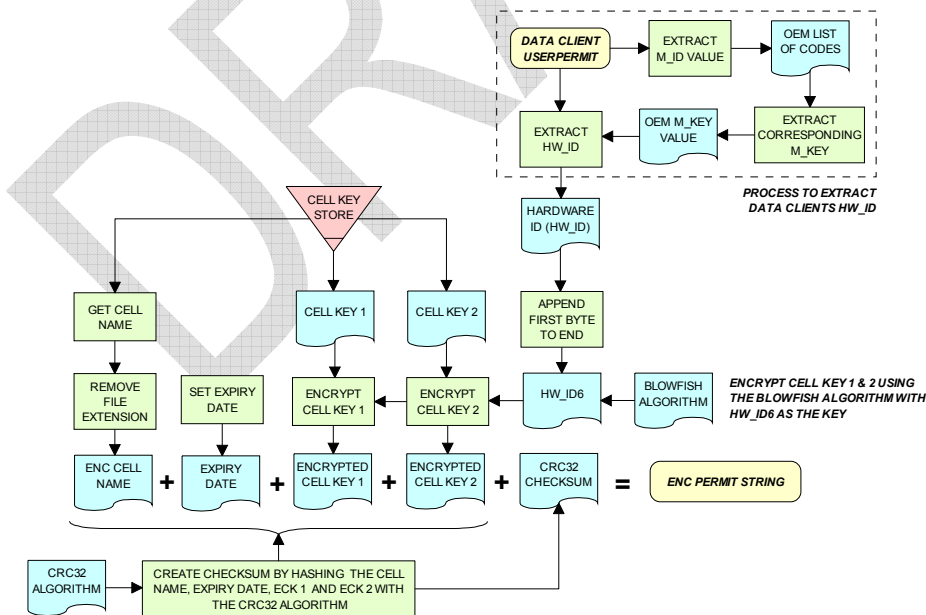 DRA
DATA CLIENT
USERPERMIT
EXTRACT
M_ID VALUE
OEM LIST
OF CODES
EXTRACT
HW_ID
OEM M_KEY
VALUE
EXTRACT
CORRESPONDING
M_KEY
PROCESS TO EXTRACT
DATA CLIENTS HW_ID
CELL KEY
STORE
HARDWARE
ID (HW_ID)
GET CELL
NAME
CELL KEY 1
CELL KEY 2
APPEND
FIRST BYTE
TO END
REMOVE
FILE
EXTENSION
SET EXPIRY
DATE
ENCRYPT
CELL KEY 1
ENCRYPT
CELL KEY 2
HW_ID6
BLOWFISH
ALGORITHM
ENCRYPT CELL KEY 1 & 2 USING
THE BLOWFISH ALGORITHM WITH
HW_ID6 AS THE KEY
ENC CELL
NAME
+
EXPIRY
DATE
+
ENCRYPTED
CELL KEY 1
+
ENCRYPTED
CELL KEY 2
+
CRC32
CHECKSUM
=
ENC PERMIT STRING
CRC32
ALGORITHM
CREATE CHECKSUM BY HASHING THE CELL
NAME, EXPIRY DATE, ECK 1 AND ECK 2 WITH
THE CRC32 ALGORITHM